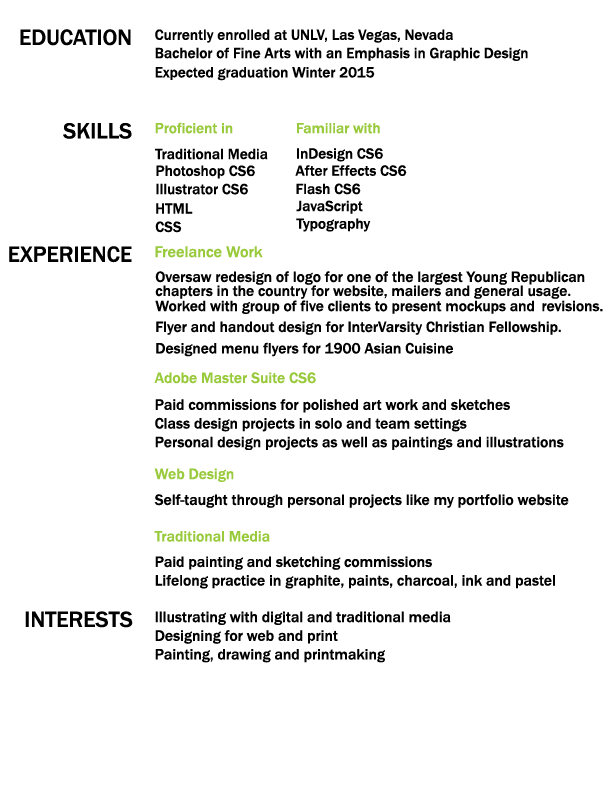 EDUCATION
Currently enrolled at UNLV, Las Vegas, Nevada
Bachelor of Fine Arts with an Emphasis in Graphic Design
Expected graduation Winter 2015
SKILLS
Proficient in
Traditional Media
Photoshop CS6
Illustrator CS6
HTML
CSS
Familiar with
InDesign CS6
After Effects CS6
Flash CS6
JavaScript
Typography
EXPERIENCE
Freelance Work
Oversaw redesign of logo for one of the largest Young Republican
chapters in the country for website, mailers and general usage.
Worked with group of five clients to present mockups and revisions.
Flyer and handout design for InterVarsity Christian Fellowship.
Designed menu flyers for 1900 Asian Cuisine
Adobe Master Suite CS6
Paid commissions for polished art work and sketches
Class design projects in solo and team settings
Personal design projects as well as paintings and illustrations
Web Design
Self-taught through personal projects like my portfolio website
Traditional Media
Paid painting and sketching commissions
Lifelong practice in graphite, paints, charcoal, ink and pastel
INTERESTS
Illustrating with digital and traditional media
Designing for web and print
Painting, drawing and printmaking